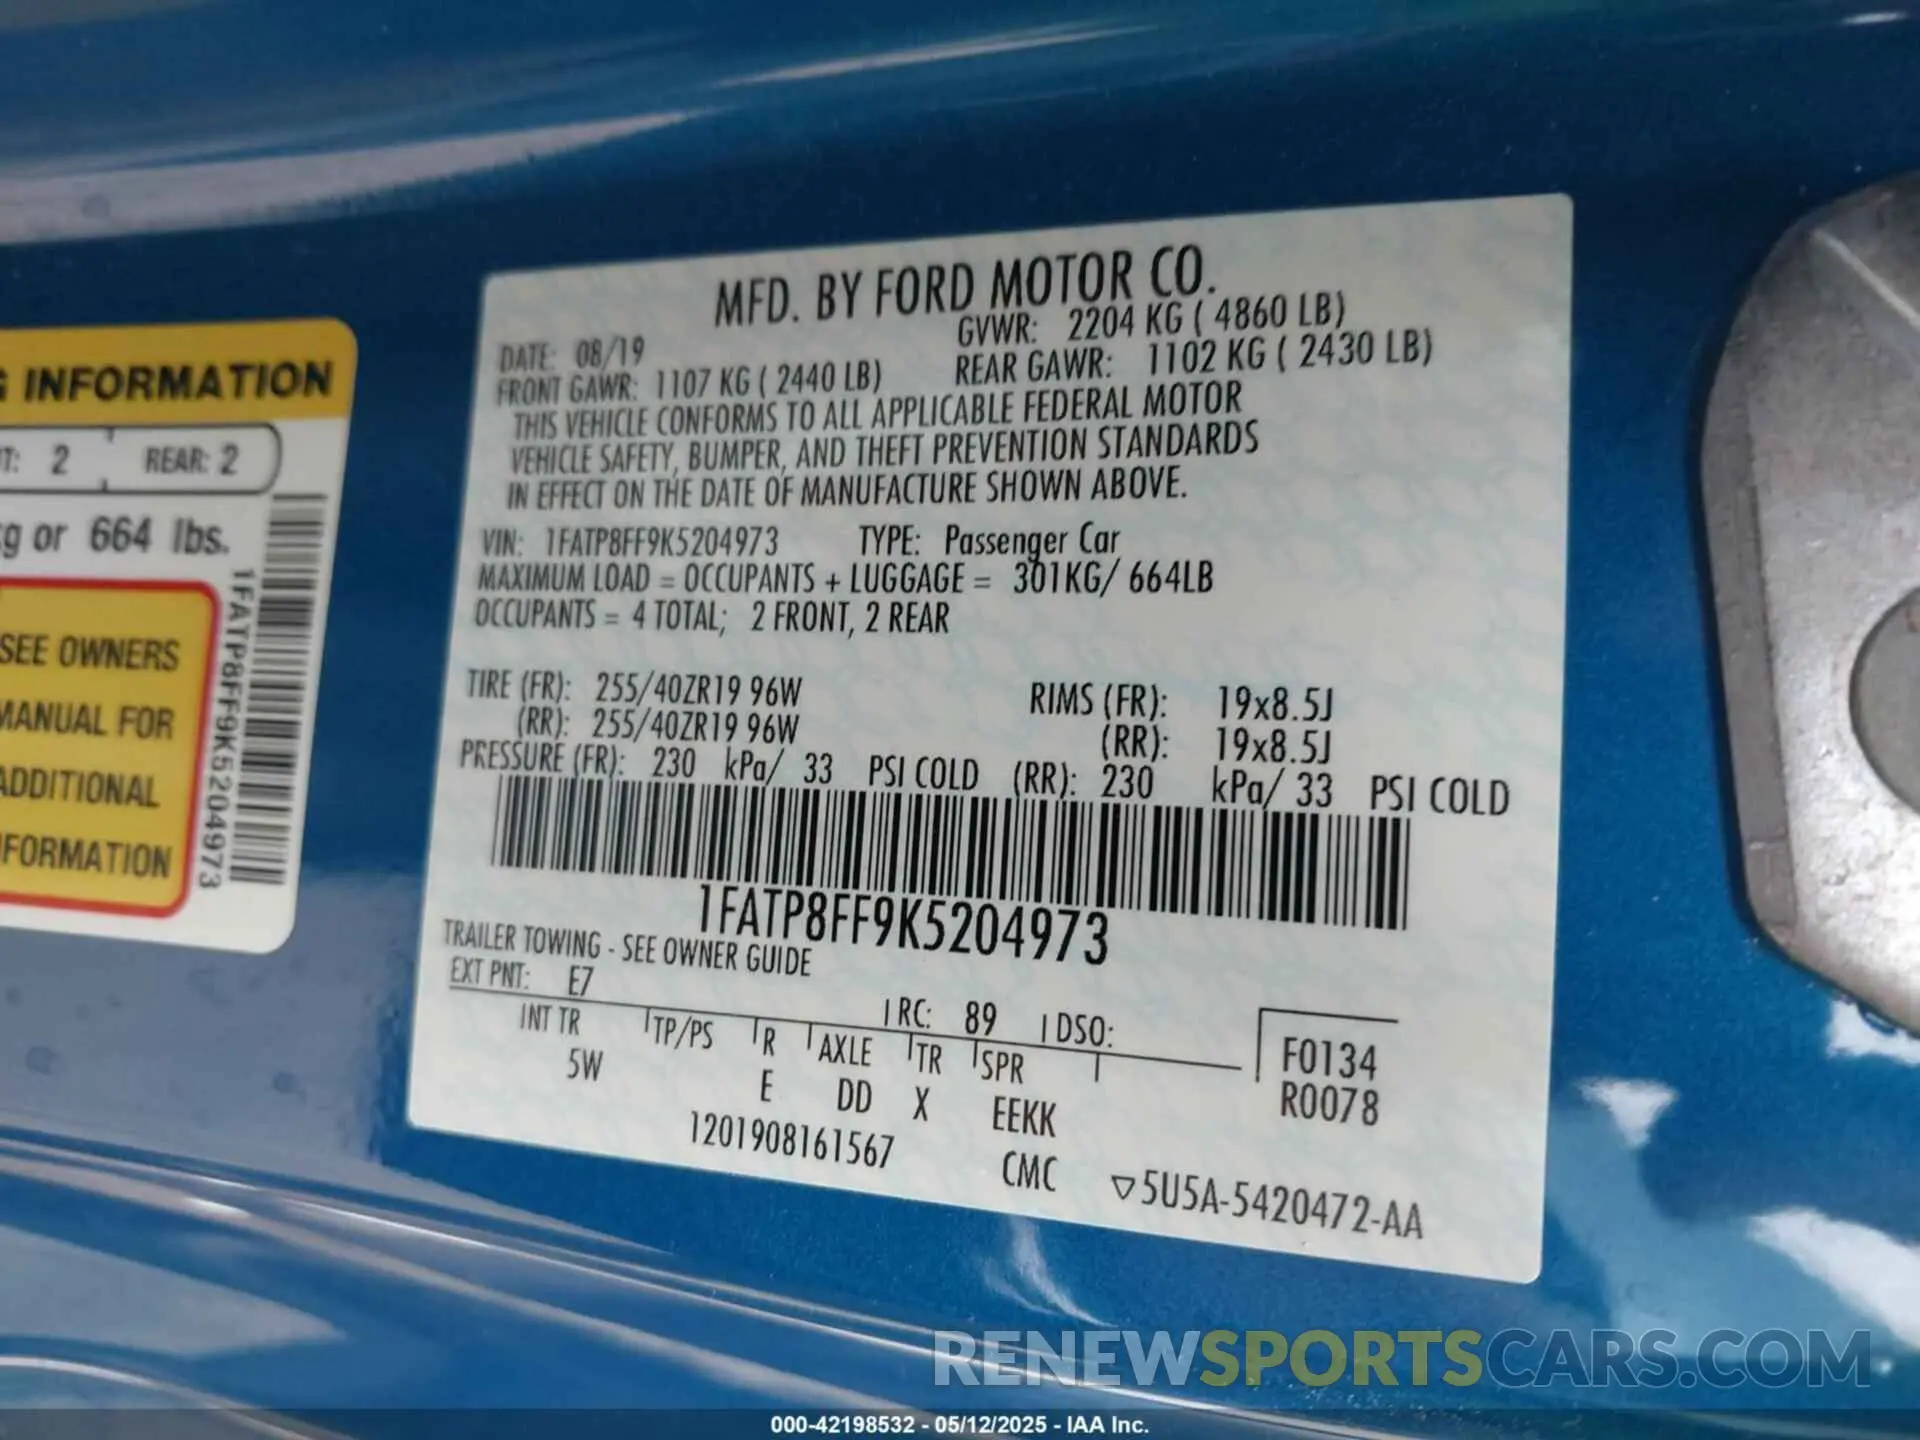 G INFORMATION
T: 2 REAR: 2
kg or 664 lbs.
SEE OWNERS
MANUAL FOR
ADDITIONAL
INFORMATION
1FATP8FF9K5204973
MFD. BY FORD MOTOR CO.
DATE: 08/19 GVWR: 2204 KG ( 4860 LB)
FRONT GAWR: 1107 KG ( 2440 LB) REAR GAWR: 1102 KG ( 2430 LB)
THIS VEHICLE CONFORMS TO ALL APPLICABLE FEDERAL MOTOR
VEHICLE SAFETY, BUMPER, AND THEFT PREVENTION STANDARDS
IN EFFECT ON THE DATE OF MANUFACTURE SHOWN ABOVE.
VIN: 1FATP8FF9K5204973 TYPE: Passenger Car
MAXIMUM LOAD = OCCUPANTS + LUGGAGE = 301KG/ 664LB
OCCUPANTS = 4 TOTAL; 2 FRONT, 2 REAR
TIRE (FR): 255/40ZR19 96W RIMS (FR): 19x8.5J
(RR): 255/40ZR19 96W (RR): 19x8.5J
PRESSURE (FR): 230 kPa/ 33 PSI COLD (RR): 230 kPa/ 33 PSI COLD
1FATP8FF9K5204973
TRAILER TOWING - SEE OWNER GUIDE
EXT PNT: E7 RC: 89 DSO:
INT TR TP/PS R AXLE TR SPR F0134
5W E DD X EEKK R0078
1201908161567 CMC ▽5U5A-5420472-AA
RENEWSPORTSCARS.COM
000-42198532 - 05/12/2025 - IAA Inc.